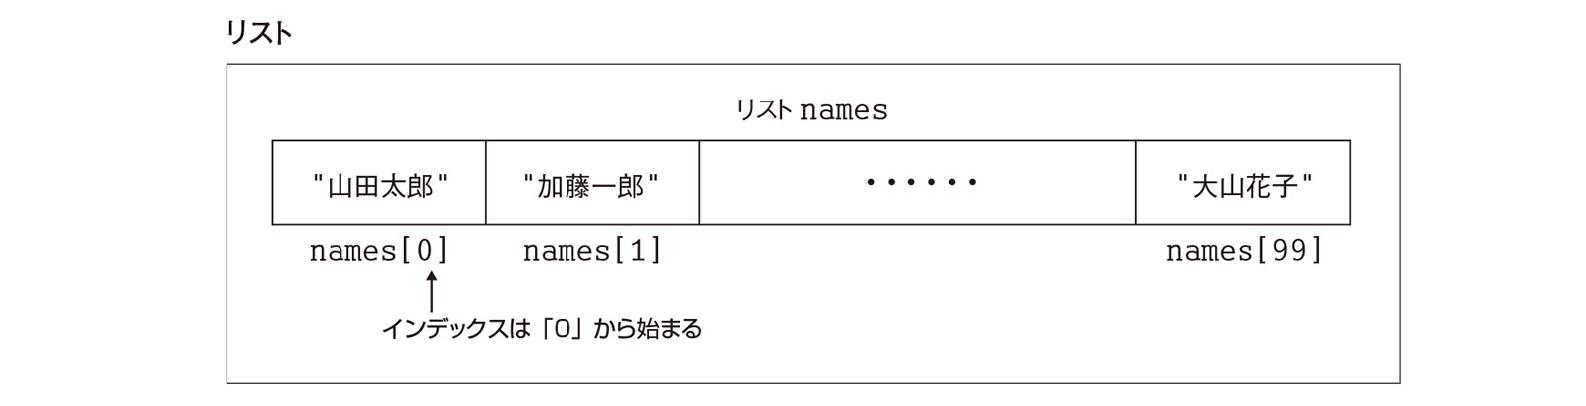 リスト
リスト names
"山田太郎" "加藤一郎" ・・・・・・ "大山花子"
names[0] names[1] names[99]
インデックスは「0」から始まる